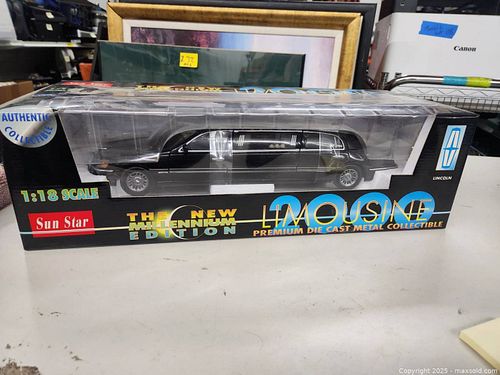 Canon
AUTHENTIC
COLLECTIBLE
1:18 SCALE
Sun Star
THE NEW
MILLENNIUM
EDITION
2000
LIMOUSINE
PREMIUM DIE CAST METAL COLLECTIBLE
LINCOLN
Copyright 2025 - maxsold.com